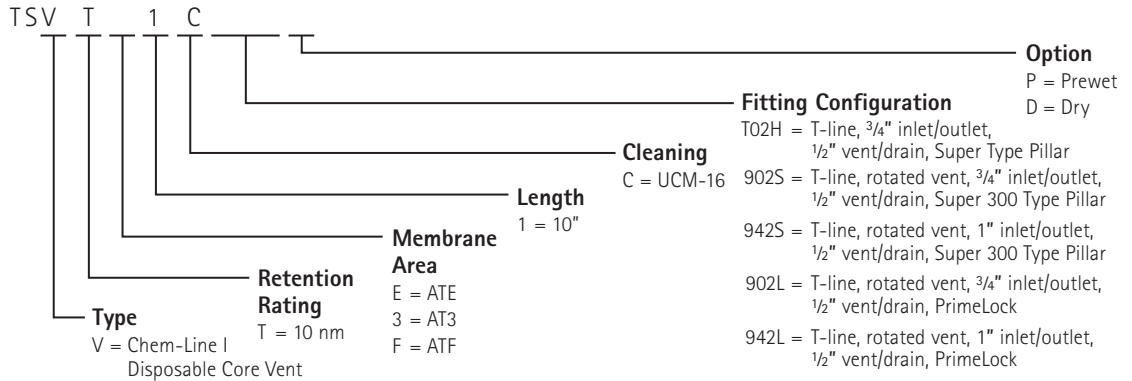 TSV T 1 C
Option
P = Prewet
D = Dry
Fitting Configuration
T02H = T-line, 3/4" inlet/outlet,
1/2" vent/drain, Super Type Pillar
902S = T-line, rotated vent, 3/4" inlet/outlet,
1/2" vent/drain, Super 300 Type Pillar
942S = T-line, rotated vent, 1" inlet/outlet,
1/2" vent/drain, Super 300 Type Pillar
902L = T-line, rotated vent, 3/4" inlet/outlet,
1/2" vent/drain, PrimeLock
942L = T-line, rotated vent, 1" inlet/outlet,
1/2" vent/drain, PrimeLock
Cleaning
C = UCM-16
Length
1 = 10"
Membrane
Area
E = ATE
3 = AT3
F = ATF
Retention
Rating
T = 10 nm
Type
V = Chem-Line I
Disposable Core Vent